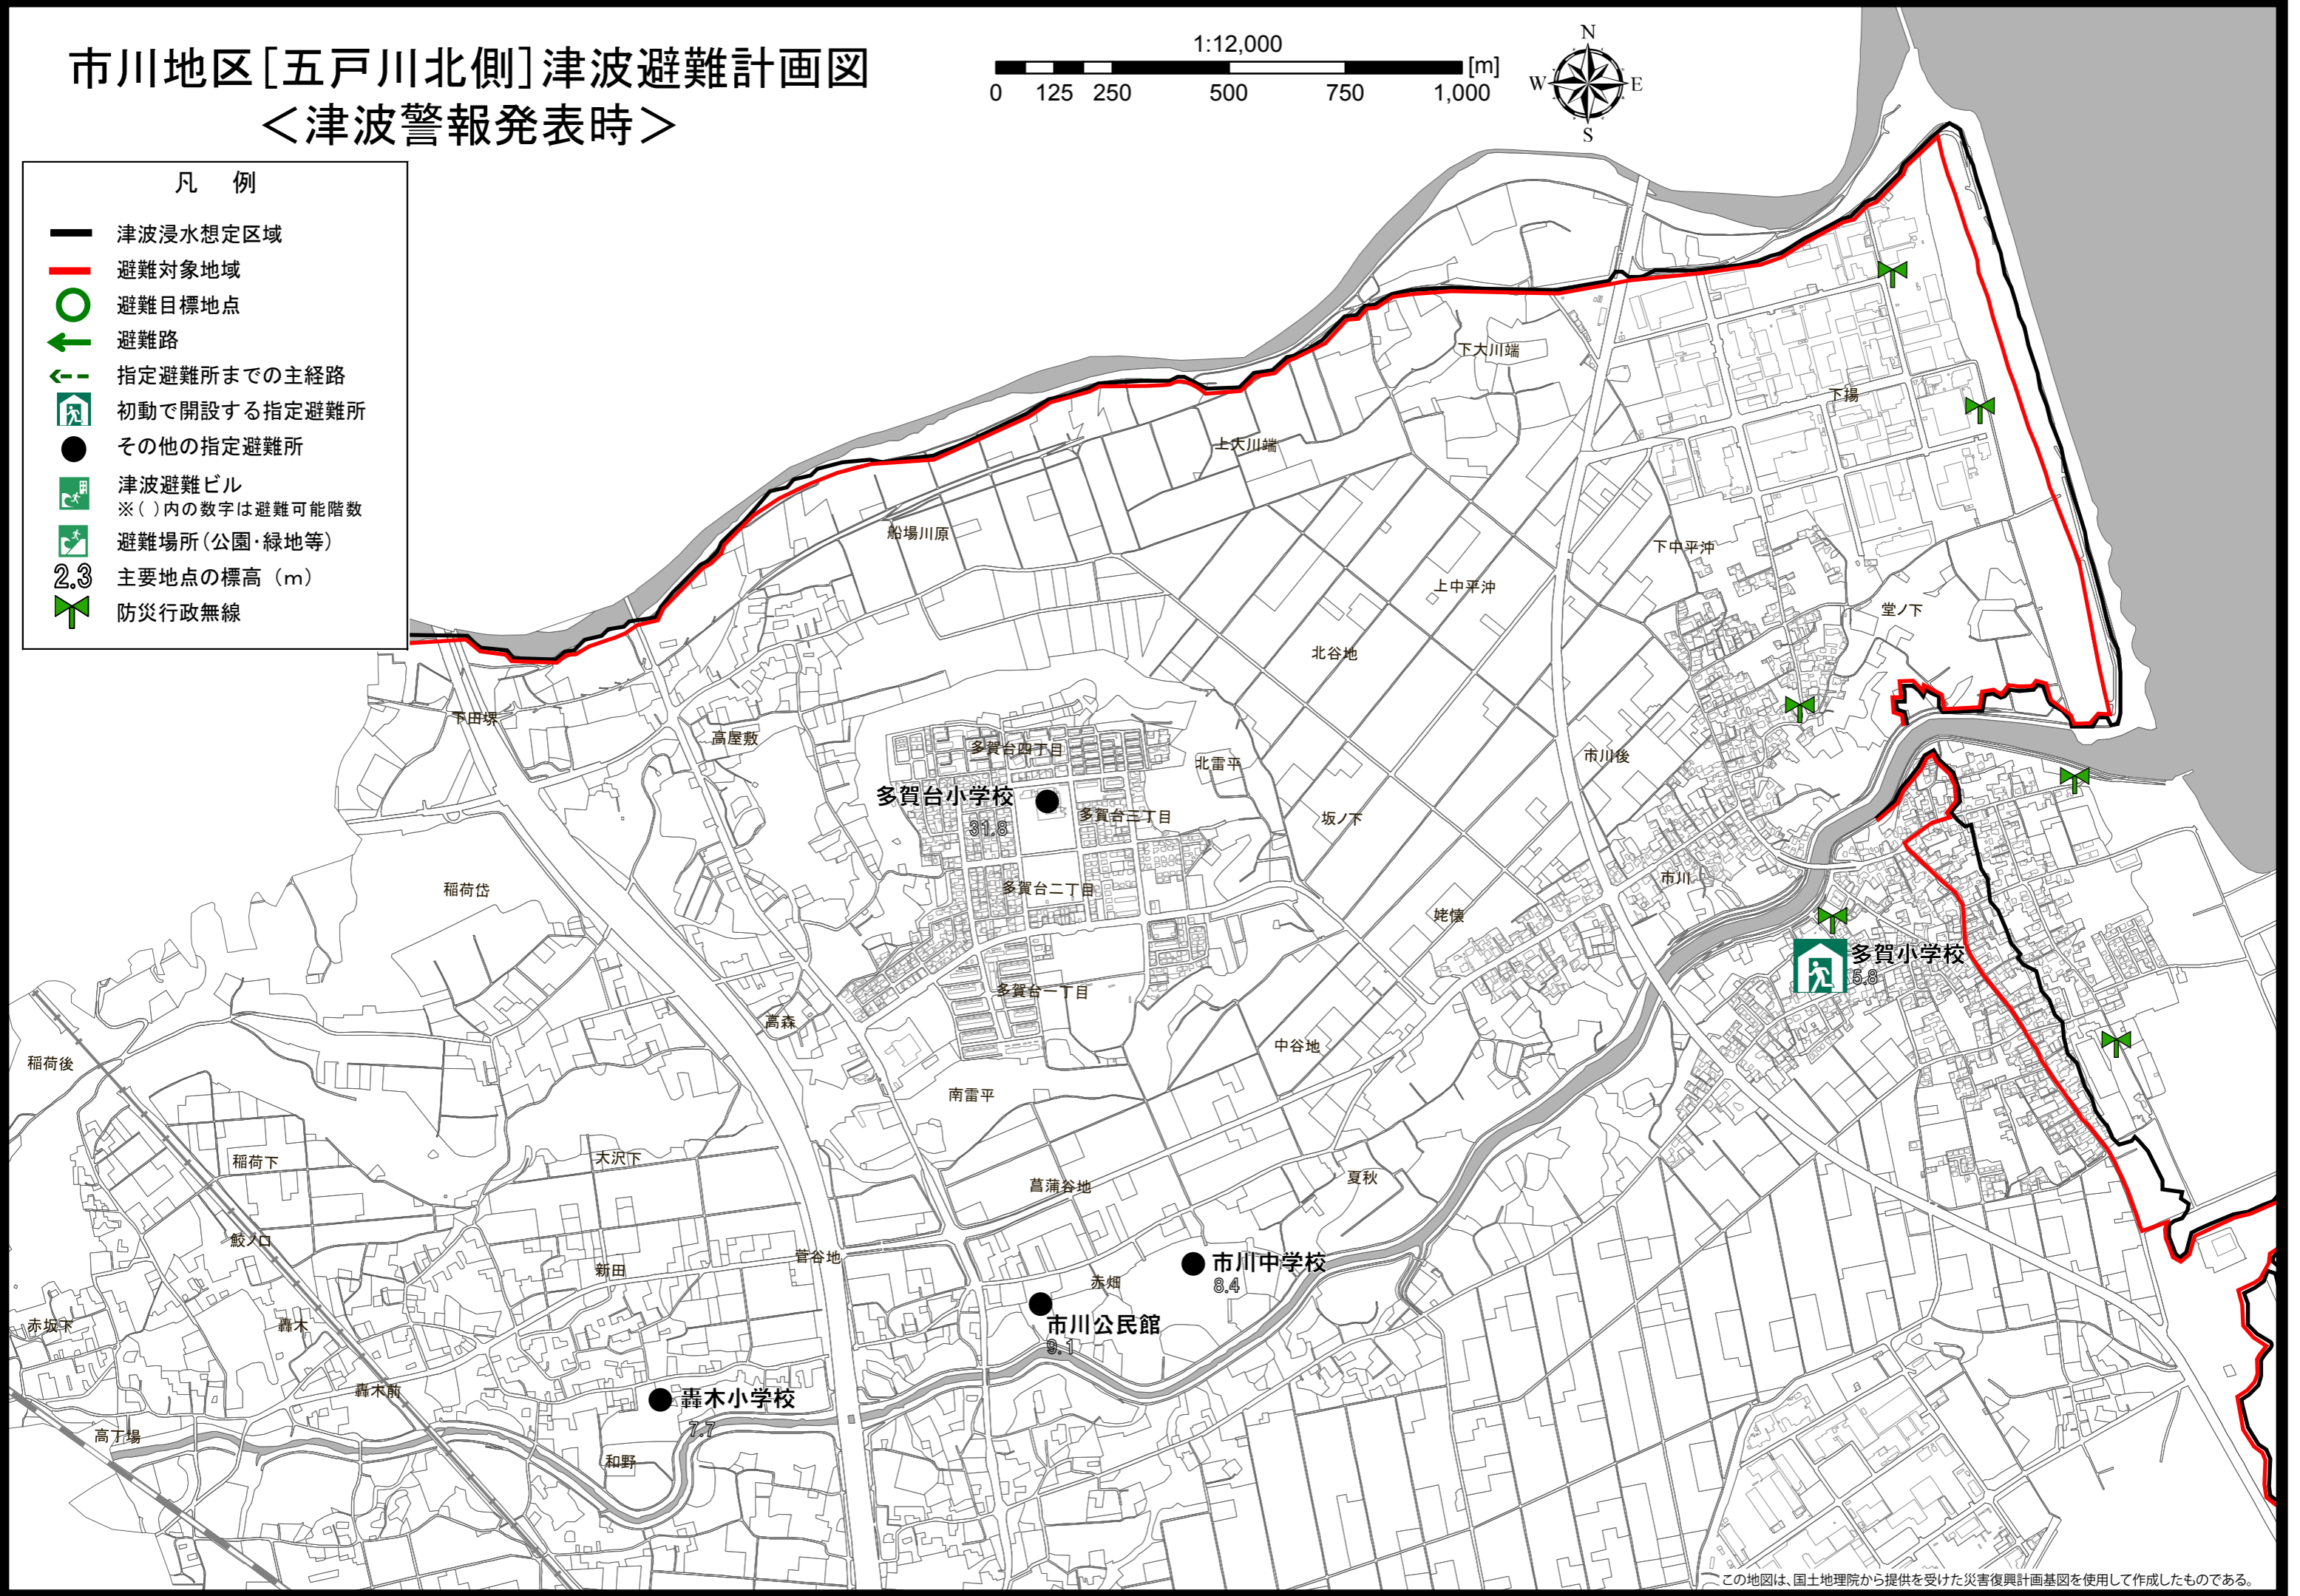 市川地区［五戸川北側］津波避難計画図
＜津波警報発表時＞
1:12,000
[m]
0 125 250 500 750 1,000
N
W E
S
凡 例
津波浸水想定区域
避難対象地域
避難目標地点
避難路
指定避難所までの主経路
初動で開設する指定避難所
その他の指定避難所
津波避難ビル
※( )内の数字は避難可能階数
避難場所(公園・緑地等)
2.3 主要地点の標高（m）
防災行政無線
下大川端
下揚
上大川端
船場川原
下中平沖
上中平沖
堂ノ下
北谷地
下田堺
高屋敷
多賀台四丁目
北雷平
市川後
多賀台小学校
31.8
多賀台三丁目
坂ノ下
稲荷岱
多賀台二丁目
市川
姥懐
多賀小学校
5.8
多賀台一丁目
高森
中谷地
稲荷後
南雷平
稲荷下
大沢下
菖蒲谷地
夏秋
鮫ノ口
新田
菅谷地
赤畑
市川中学校
8.4
市川公民館
9.1
赤坂下
轟木
轟木前
轟木小学校
7.7
高丁場
和野
この地図は、国土地理院から提供を受けた災害復興計画基図を使用して作成したものである。